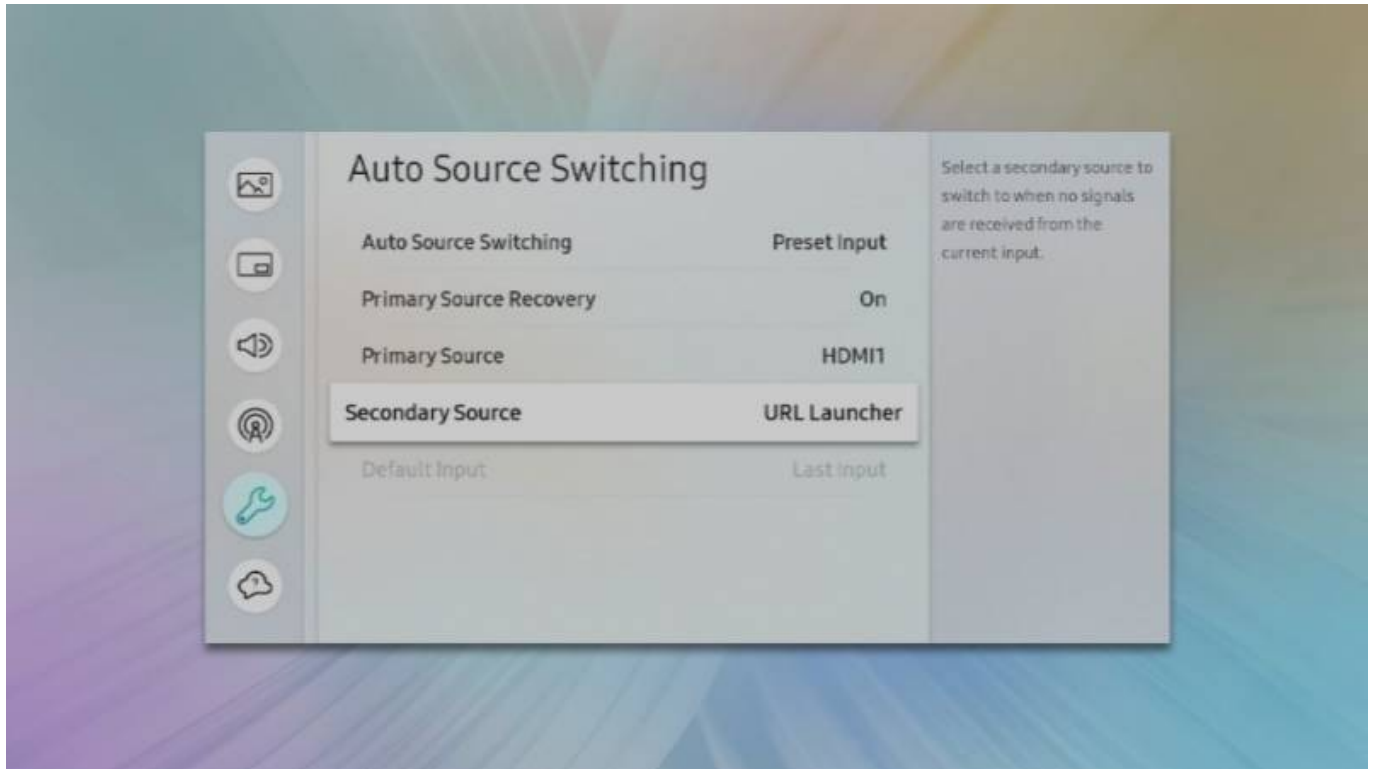 Auto Source Switching
Auto Source Switching Preset Input
Primary Source Recovery On
Primary Source HDMI1
Secondary Source URL Launcher
Default Input Last Input
Select a secondary source to
switch to when no signals
are received from the
current input.